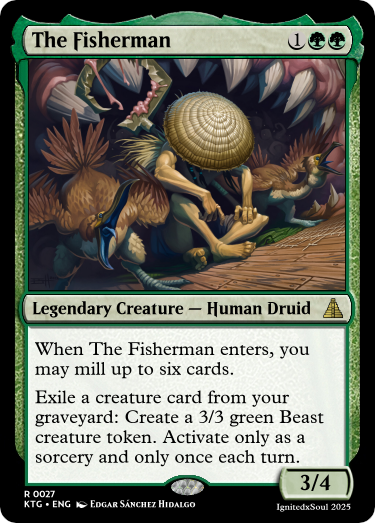 The Fisherman 1
Legendary Creature — Human Druid
When The Fisherman enters, you
may mill up to six cards.
Exile a creature card from your
graveyard: Create a 3/3 green Beast
creature token. Activate only as a
sorcery and only once each turn.
3/4
R 0027
KTG • ENG Edgar Sánchez Hidalgo
IgnitedxSoul 2025